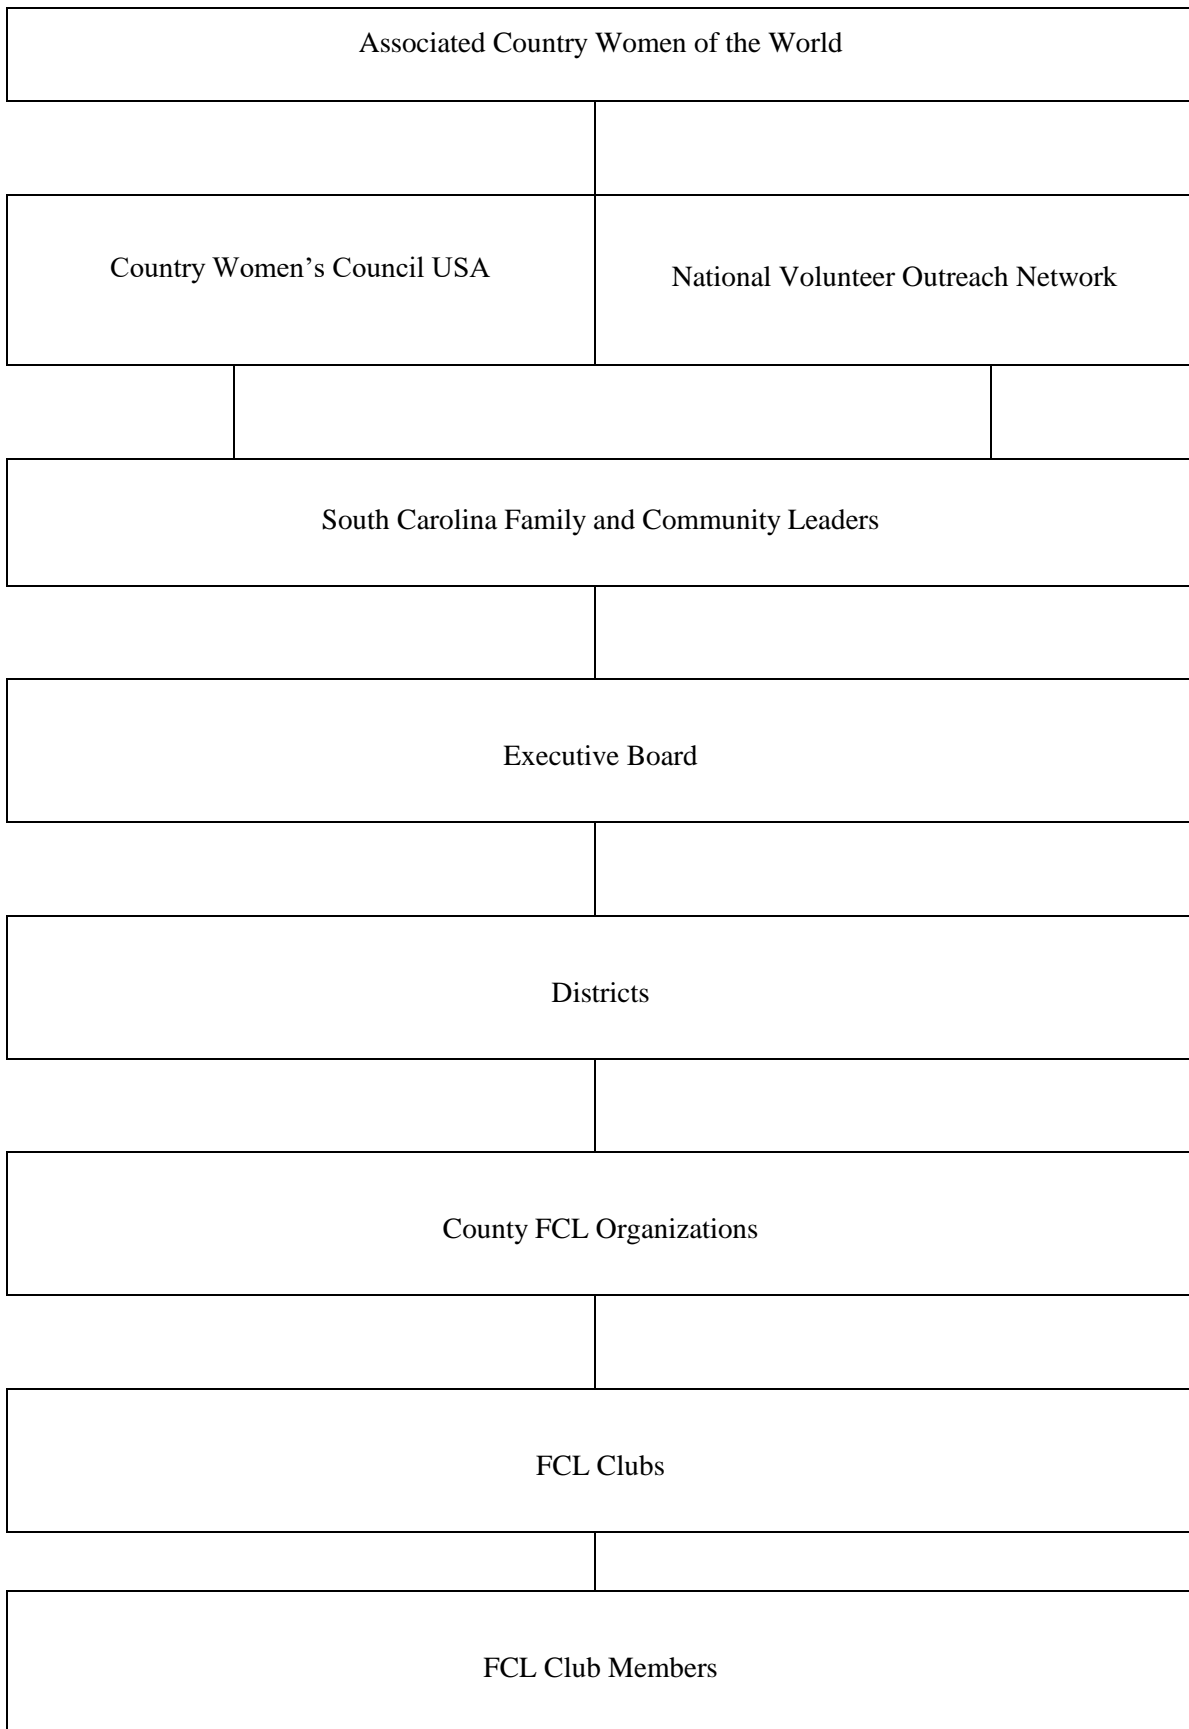 Associated Country Women of the World
Country Women’s Council USA
National Volunteer Outreach Network
South Carolina Family and Community Leaders
Executive Board
Districts
County FCL Organizations
FCL Clubs
FCL Club Members